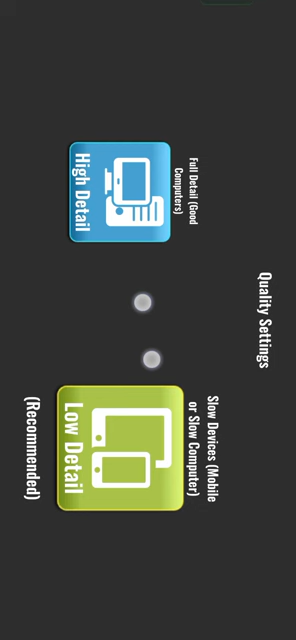 Quality Settings
Full Detail (Good
Computers)
High Detail
Slow Devices (Mobile
or Slow Computer)
Low Detail
(Recommended)